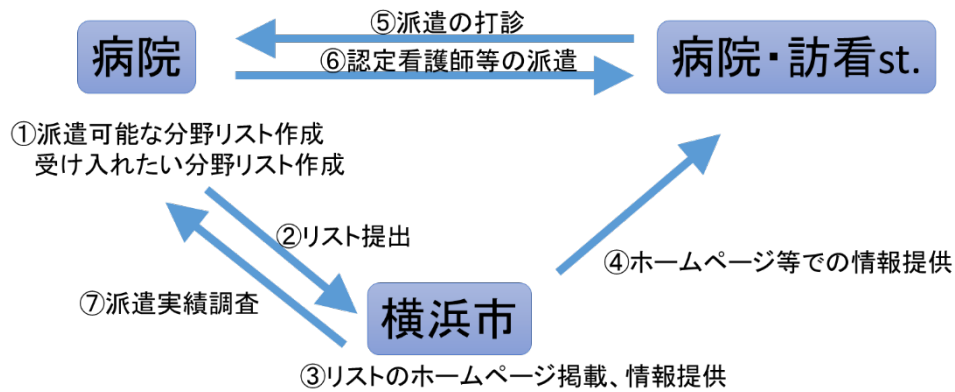 ⑤派遣の打診
病院
病院・訪看st.
⑥認定看護師等の派遣
①派遣可能な分野リスト作成
受け入れたい分野リスト作成
②リスト提出
④ホームページ等での情報提供
⑦派遣実績調査
横浜市
③リストのホームページ掲載、情報提供